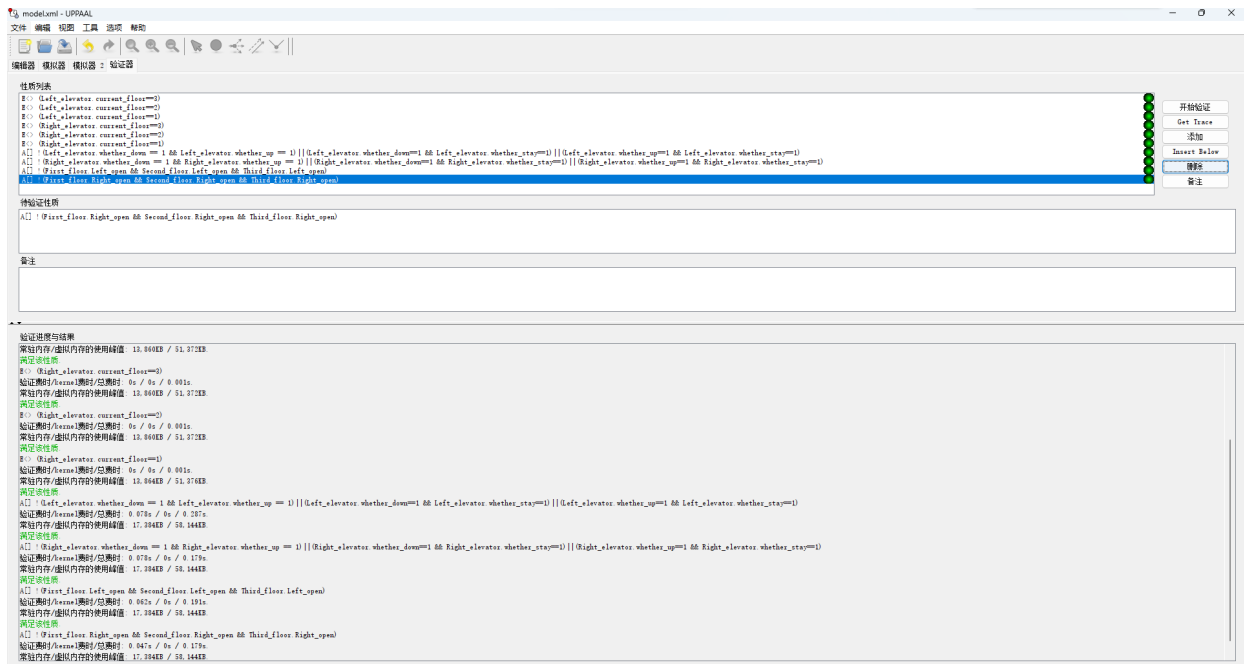 model.xml - UPPAAL
文件 编辑 视图 工具 选项 帮助
编辑器 模拟器 模拟器 2 验证器
性质列表
E<> (Left_elevator.current_floor==3)
E<> (Left_elevator.current_floor==2)
E<> (Left_elevator.current_floor==1)
E<> (Right_elevator.current_floor==3)
E<> (Right_elevator.current_floor==2)
E<> (Right_elevator.current_floor==1)
A[] !(Left_elevator.whether_down == 1 && Left_elevator.whether_up == 1)||(Left_elevator.whether_down==1 && Left_elevator.whether_stay==1)||(Left_elevator.whether_up==1 && Left_elevator.whether_stay==1)
A[] !(Right_elevator.whether_down == 1 && Right_elevator.whether_up == 1)||(Right_elevator.whether_down==1 && Right_elevator.whether_stay==1)||(Right_elevator.whether_up==1 && Right_elevator.whether_stay==1)
A[] !(First_floor.Left_open && Second_floor.Left_open && Third_floor.Left_open)
A[] !(First_floor.Right_open && Second_floor.Right_open && Third_floor.Right_open)
开始验证
Get Trace
添加
Insert Below
删除
备注
待验证性质
A[] !(First_floor.Right_open && Second_floor.Right_open && Third_floor.Right_open)
备注
验证进度与结果
常驻内存/虚拟内存的使用峰值: 13,860KB / 51,372KB.
满足该性质.
E<> (Right_elevator.current_floor==3)
验证费时/kernel费时/总费时: 0s / 0s / 0.001s.
常驻内存/虚拟内存的使用峰值: 13,860KB / 51,372KB.
满足该性质.
E<> (Right_elevator.current_floor==2)
验证费时/kernel费时/总费时: 0s / 0s / 0.001s.
常驻内存/虚拟内存的使用峰值: 13,860KB / 51,372KB.
满足该性质.
E<> (Right_elevator.current_floor==1)
验证费时/kernel费时/总费时: 0s / 0s / 0.001s.
常驻内存/虚拟内存的使用峰值: 13,864KB / 51,376KB.
满足该性质.
A[] !(Left_elevator.whether_down == 1 && Left_elevator.whether_up == 1)||(Left_elevator.whether_down==1 && Left_elevator.whether_stay==1)||(Left_elevator.whether_up==1 && Left_elevator.whether_stay==1)
验证费时/kernel费时/总费时: 0.078s / 0s / 0.287s.
常驻内存/虚拟内存的使用峰值: 17,384KB / 58,144KB.
满足该性质.
A[] !(Right_elevator.whether_down == 1 && Right_elevator.whether_up == 1)||(Right_elevator.whether_down==1 && Right_elevator.whether_stay==1)||(Right_elevator.whether_up==1 && Right_elevator.whether_stay==1)
验证费时/kernel费时/总费时: 0.078s / 0s / 0.179s.
常驻内存/虚拟内存的使用峰值: 17,384KB / 58,144KB.
满足该性质.
A[] !(First_floor.Left_open && Second_floor.Left_open && Third_floor.Left_open)
验证费时/kernel费时/总费时: 0.062s / 0s / 0.191s.
常驻内存/虚拟内存的使用峰值: 17,384KB / 58,144KB.
满足该性质.
A[] !(First_floor.Right_open && Second_floor.Right_open && Third_floor.Right_open)
验证费时/kernel费时/总费时: 0.047s / 0s / 0.179s.
常驻内存/虚拟内存的使用峰值: 17,384KB / 58,144KB.